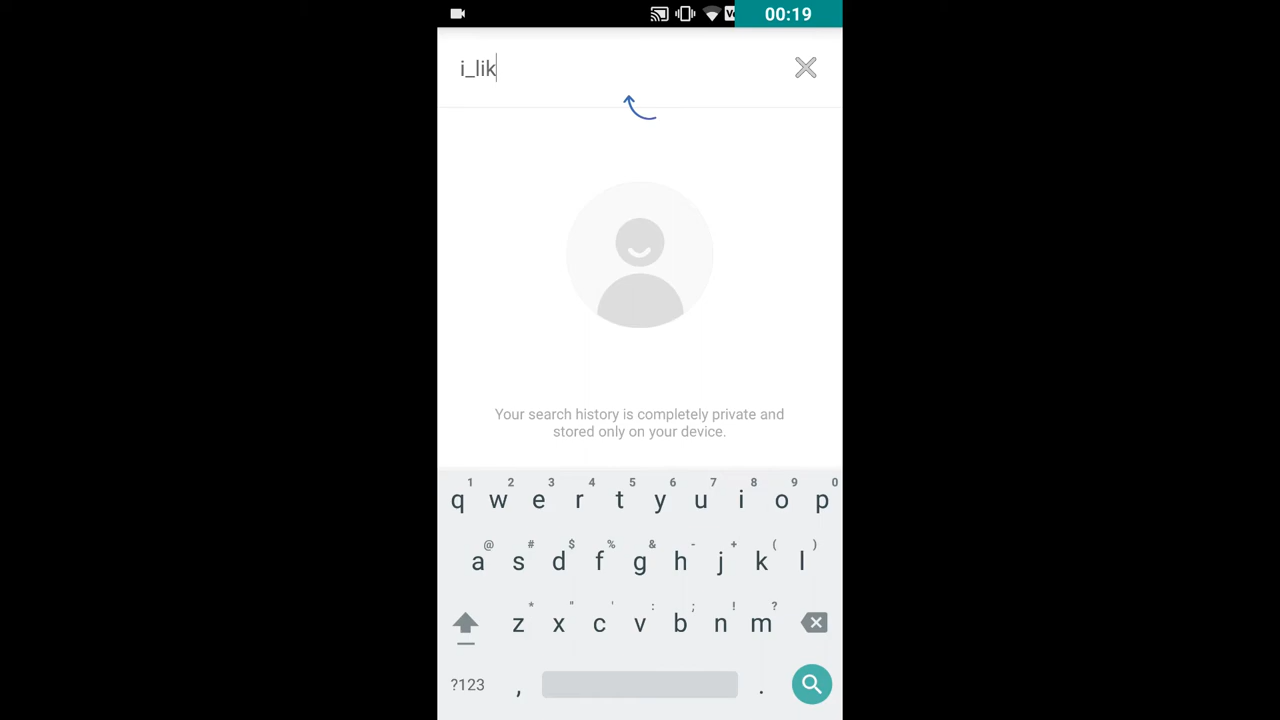 00:19
i_lik
Your search history is completely private and
stored only on your device.
1 2 3 4 5 6 7 8 9 0
q w e r t y u i o p
@ # $ % & - + ( )
a s d f g h j k l
* " ' : ; ! ?
z x c v b n m
?123 , .